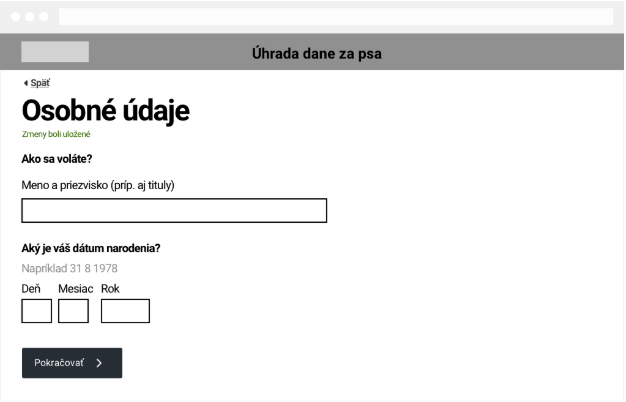 Úhrada dane za psa
Späť
Osobné údaje
Zmeny boli uložené
Ako sa voláte?
Meno a priezvisko (príp. aj tituly)
Aký je váš dátum narodenia?
Napríklad 31 8 1978
Deň Mesiac Rok
Pokračovať